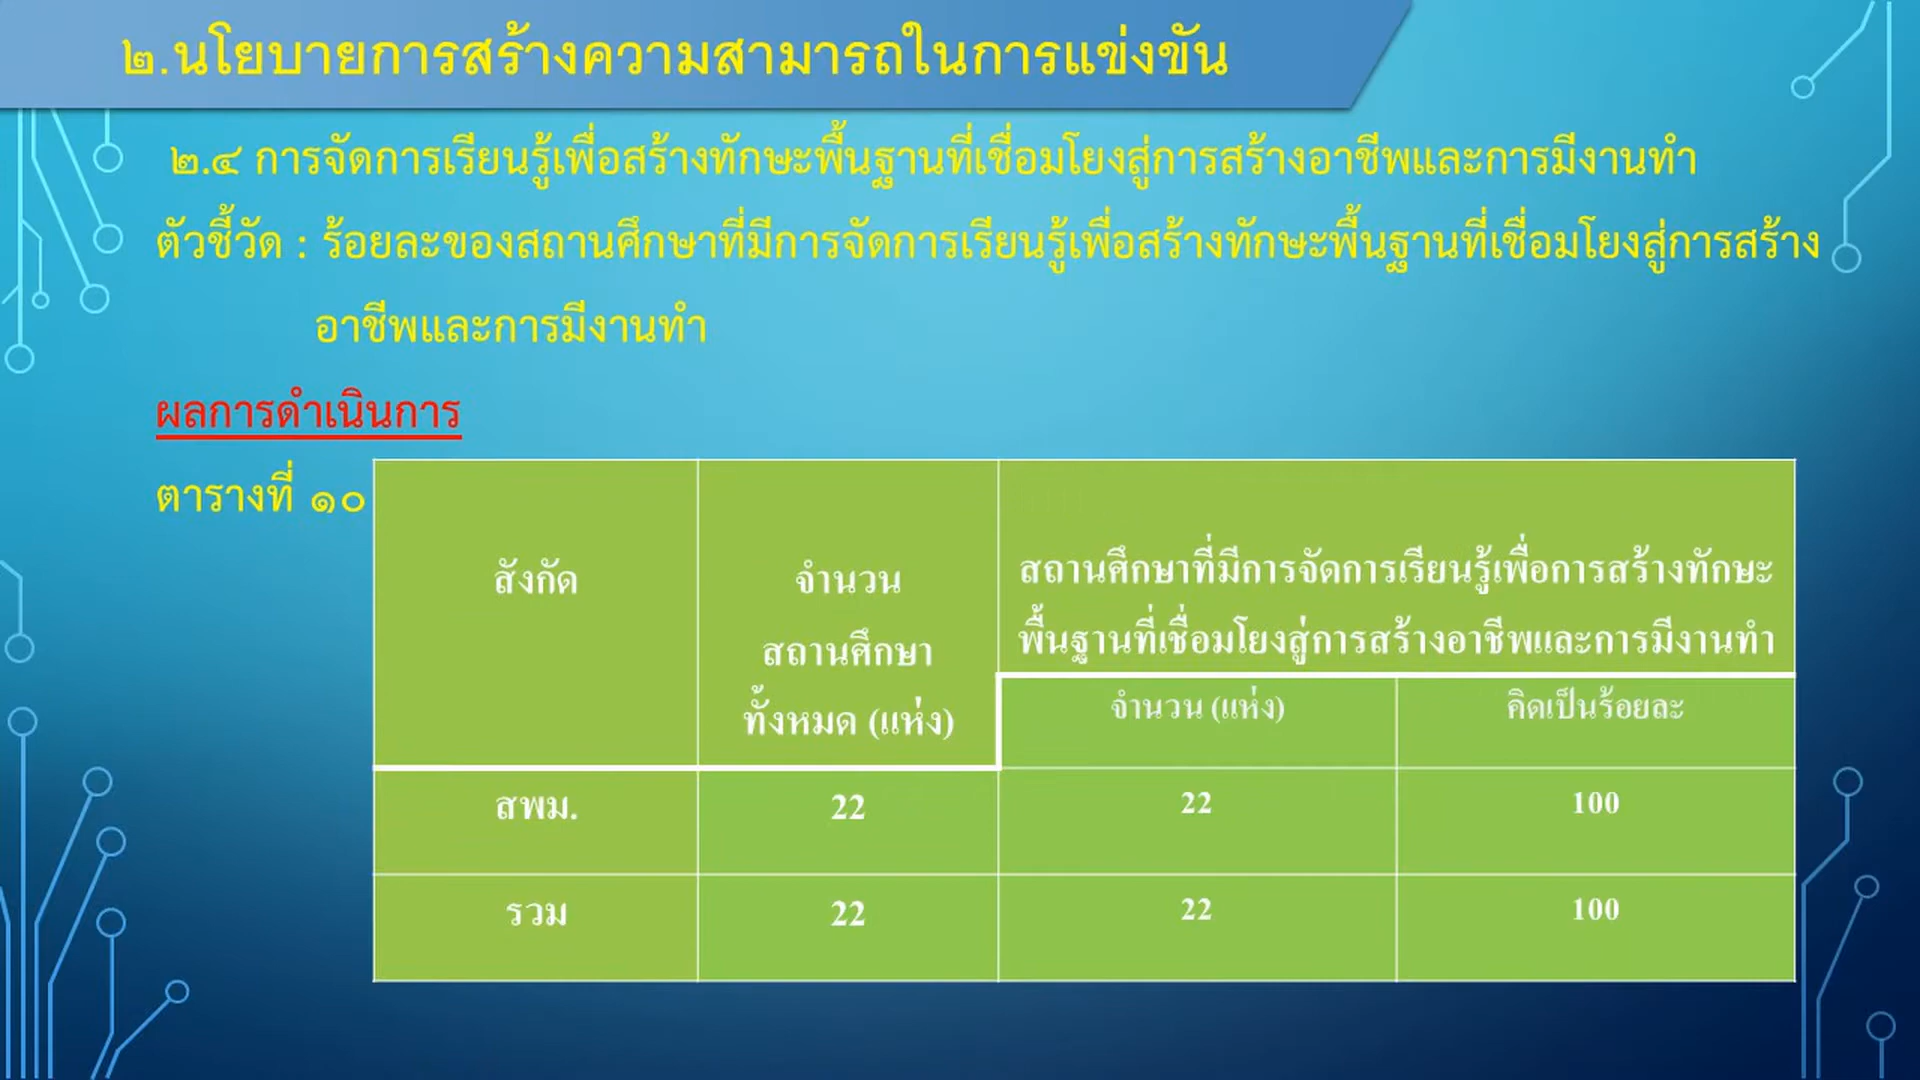 ๒.นโยบายการสร้างความสามารถในการแข่งขัน
๒.๔ การจัดการเรียนรู้เพื่อสร้างทักษะพื้นฐานที่เชื่อมโยงสู่การสร้างอาชีพและการมีงานทำ
ตัวชี้วัด : ร้อยละของสถานศึกษาที่มีการจัดการเรียนรู้เพื่อสร้างทักษะพื้นฐานที่เชื่อมโยงสู่การสร้าง
อาชีพและการมีงานทำ
ผลการดำเนินการ
ตารางที่ ๑๐
สังกัด
จำนวน
สถานศึกษา
ทั้งหมด (แห่ง)
สถานศึกษาที่มีการจัดการเรียนรู้เพื่อการสร้างทักษะ
พื้นฐานที่เชื่อมโยงสู่การสร้างอาชีพและการมีงานทำ
จำนวน (แห่ง) คิดเป็นร้อยละ
สพม. 22 22 100
รวม 22 22 100